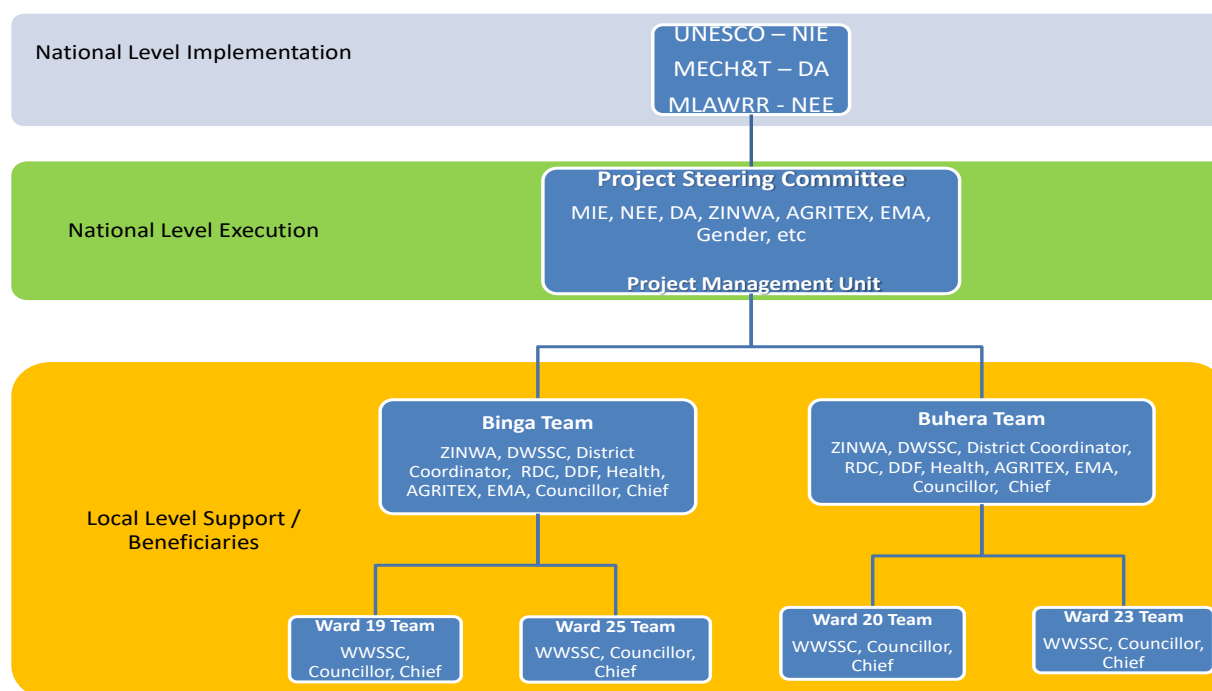 National Level Implementation
UNESCO – NIE
MECH&T – DA
MLAWRR - NEE
National Level Execution
Project Steering Committee
MIE, NEE, DA, ZINWA, AGRITEX, EMA,
Gender, etc
Project Management Unit
Local Level Support /
Beneficiaries
Binga Team
ZINWA, DWSSC, District
Coordinator, RDC, DDF, Health,
AGRITEX, EMA, Councillor, Chief
Buhera Team
ZINWA, DWSSC, District Coordinator,
RDC, DDF, Health, AGRITEX, EMA,
Councillor, Chief
Ward 19 Team
WWSSC,
Councillor, Chief
Ward 25 Team
WWSSC, Councillor,
Chief
Ward 20 Team
WWSSC, Councillor,
Chief
Ward 23 Team
WWSSC, Councillor,
Chief